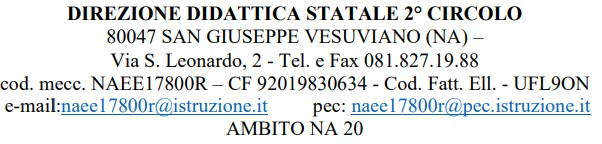 DIREZIONE DIDATTICA STATALE 2° CIRCOLO
80047 SAN GIUSEPPE VESUVIANO (NA) –
Via S. Leonardo, 2 - Tel. e Fax 081.827.19.88
cod. mecc. NAEE17800R – CF 92019830634 - Cod. Fatt. Ell. - UFL9ON
e-mail:naee17800r@istruzione.it pec: naee17800r@pec.istruzione.it
AMBITO NA 20